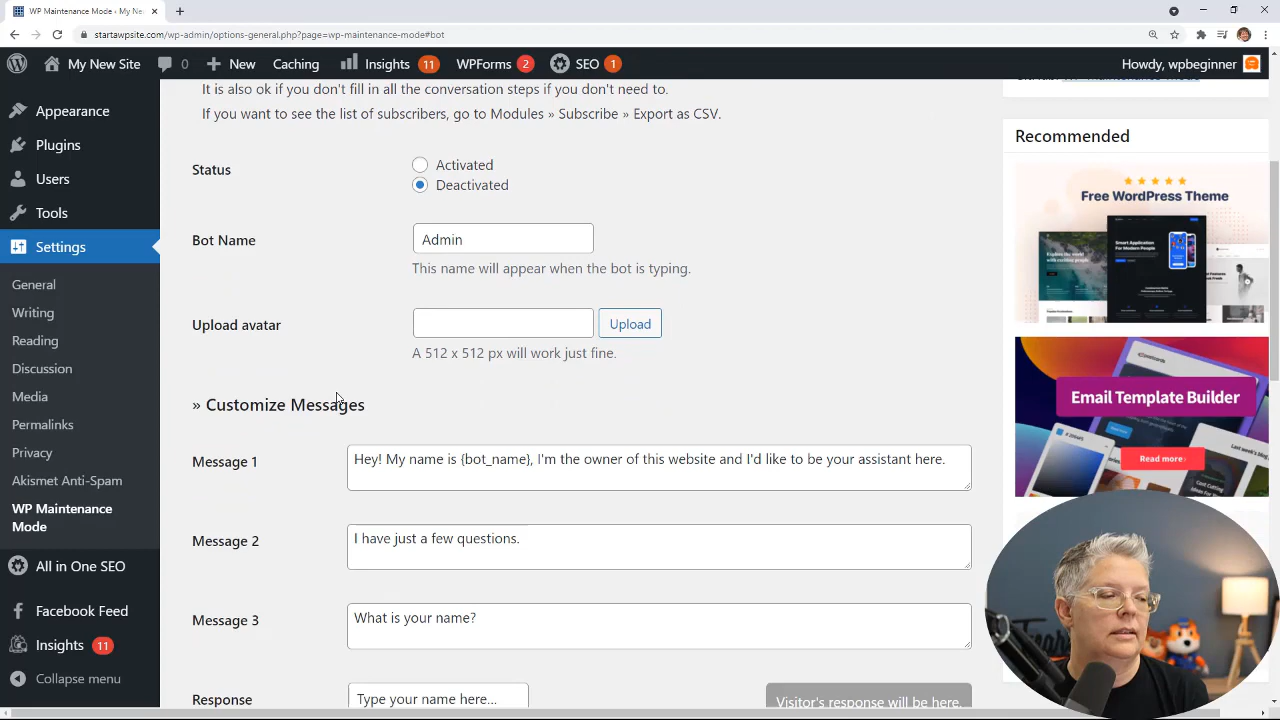 WP Maintenance Mode ‹ My Ne
startawpsite.com/wp-admin/options-general.php?page=wp-maintenance-mode#bot
My New Site
0
New
Caching
Insights
11
WPForms
2
SEO
1
Howdy, wpbeginner
Appearance
Plugins
Users
Tools
Settings
General
Writing
Reading
Discussion
Media
Permalinks
Privacy
Akismet Anti-Spam
WP Maintenance
Mode
All in One SEO
Facebook Feed
Insights
11
Collapse menu
It is also ok if you don't fill in all the conversation steps if you don't need to.
If you want to see the list of subscribers, go to Modules » Subscribe » Export as CSV.
Status
Activated
Deactivated
Bot Name
Admin
This name will appear when the bot is typing.
Upload avatar
Upload
A 512 x 512 px will work just fine.
» Customize Messages
Message 1
Hey! My name is {bot_name}, I'm the owner of this website and I'd like to be your assistant here.
Message 2
I have just a few questions.
Message 3
What is your name?
Response
Type your name here...
Visitor's response will be here.
Recommended
Free WordPress Theme
Email Template Builder
Read more